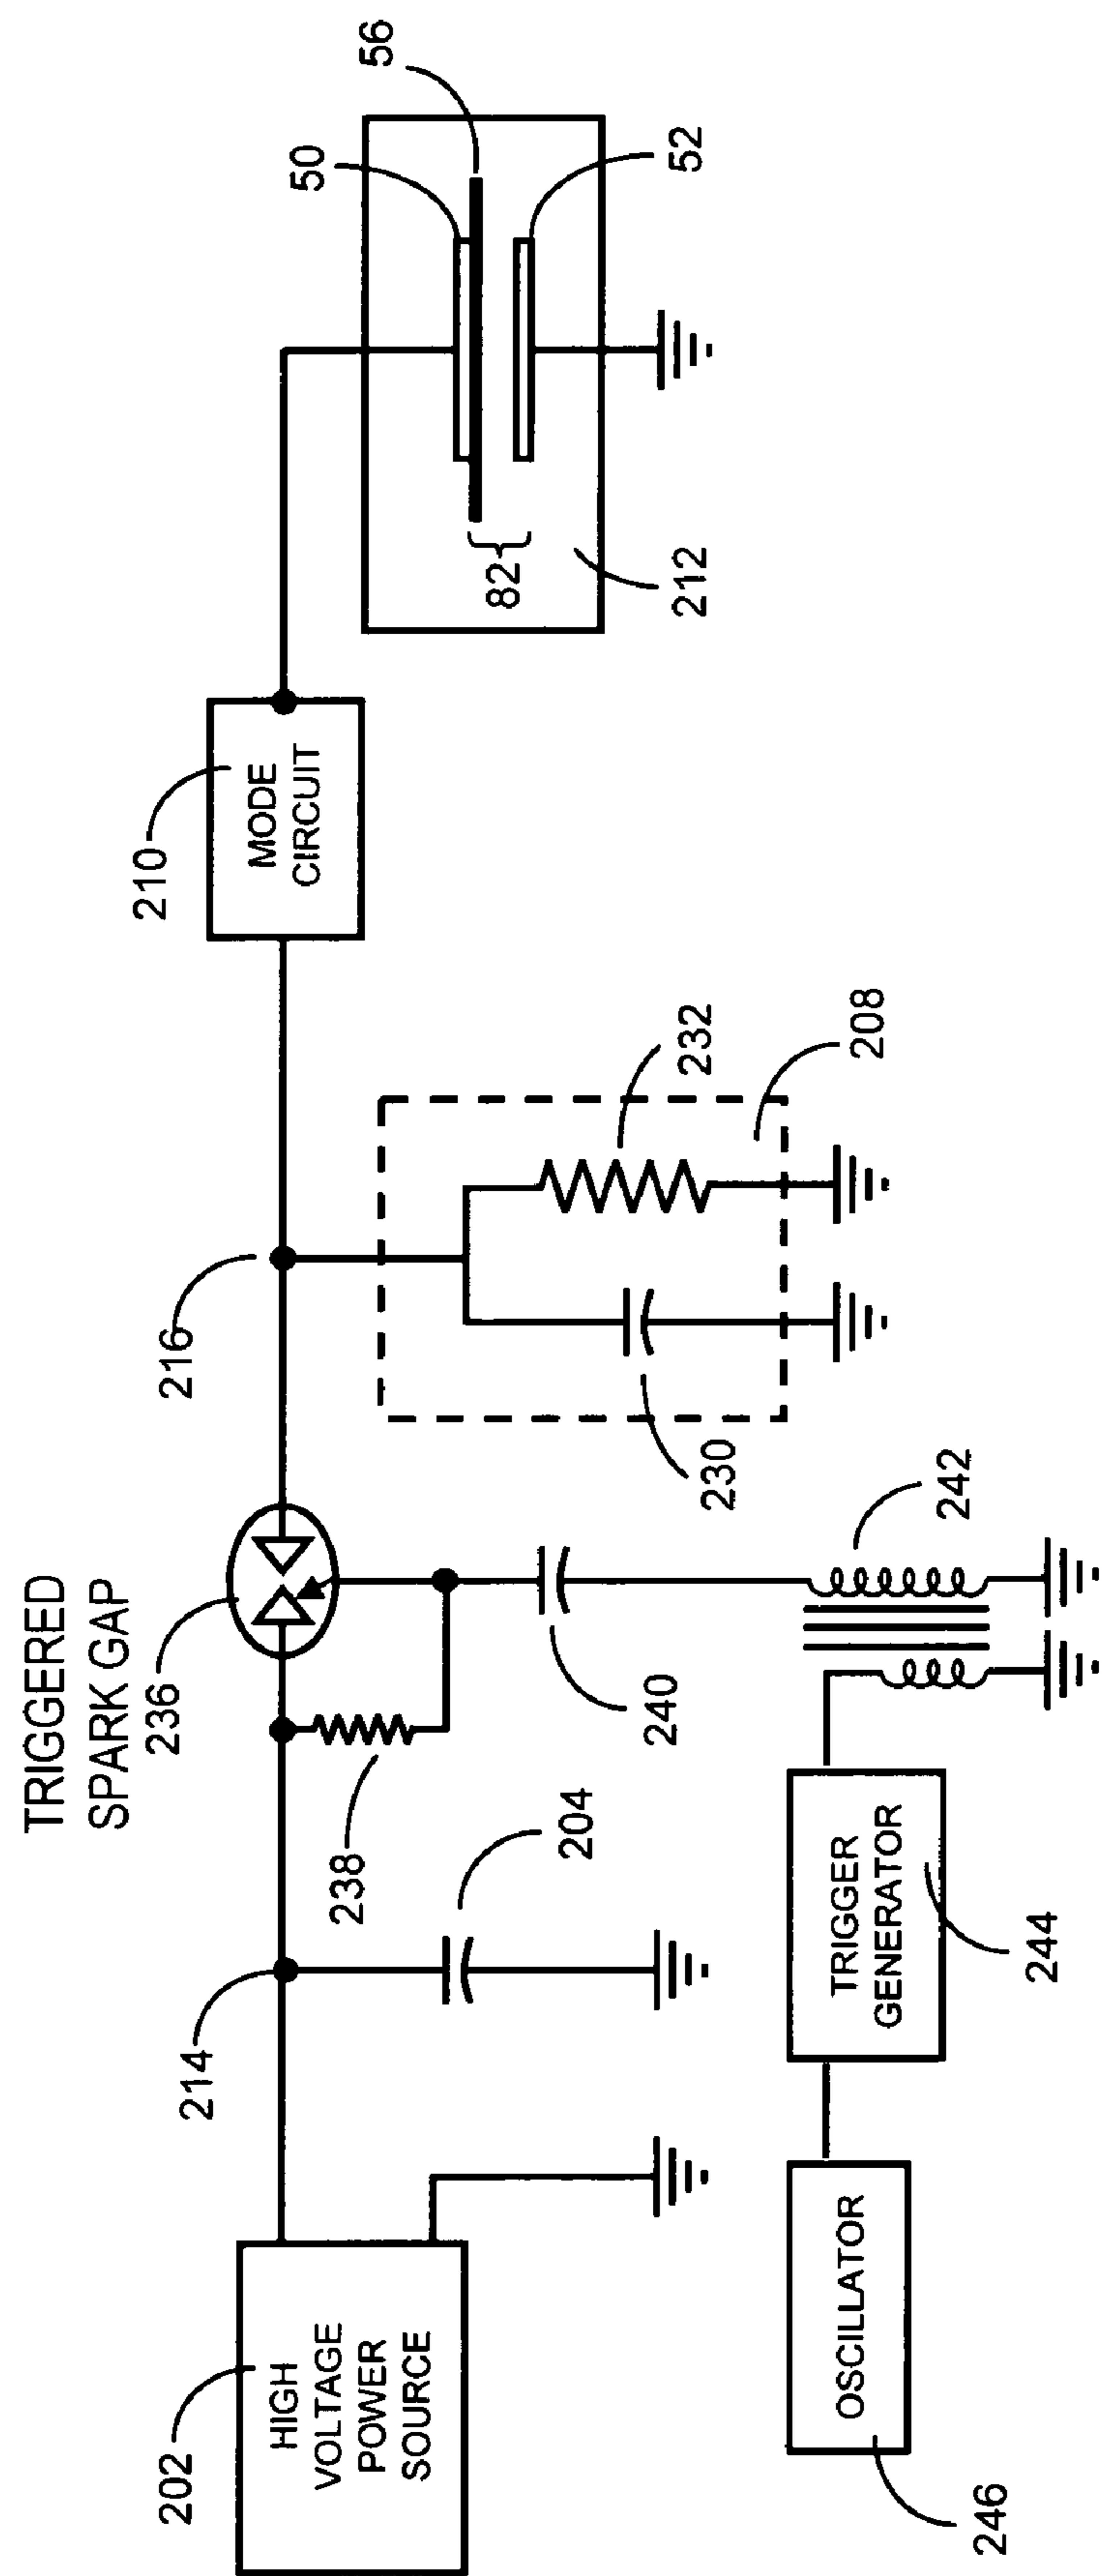 TRIGGERED
SPARK GAP
236
202
HIGH
VOLTAGE
POWER
SOURCE
214
204
238
240
242
216
230
232
208
210
MODE
CIRCUIT
50
56
52
82
212
246
OSCILLATOR
244
TRIGGER
GENERATOR